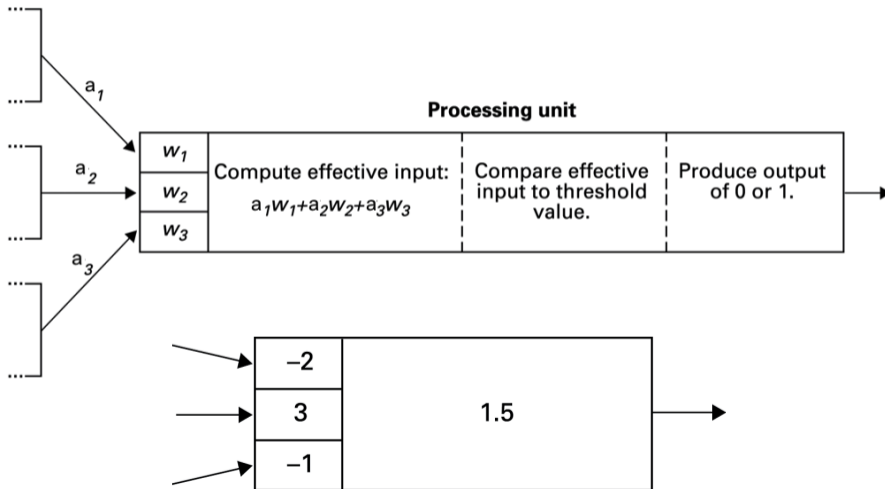 a1
a2
a3
Processing unit
w1
w2
w3
Compute effective input:
a1w1+a2w2+a3w3
Compare effective
input to threshold
value.
Produce output
of 0 or 1.
–2
3
–1
1.5